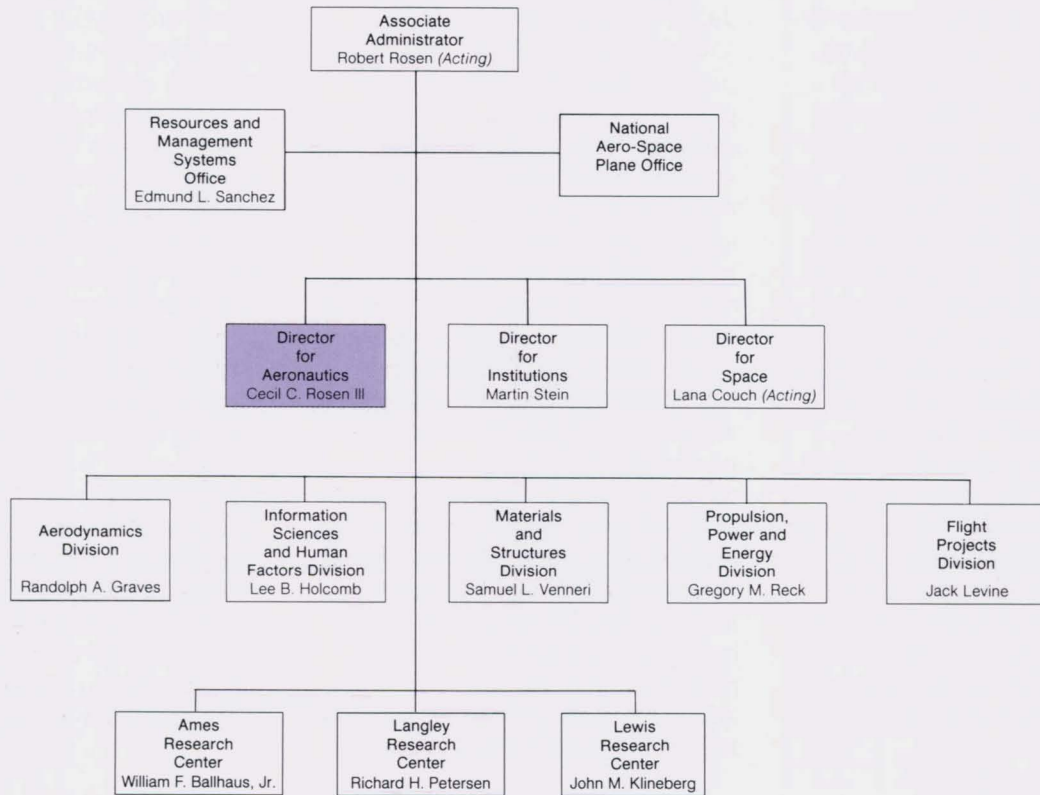 Associate
Administrator
Robert Rosen (Acting)
Resources and
Management
Systems
Office
Edmund L. Sanchez
National
Aero-Space
Plane Office
Director
for
Aeronautics
Cecil C. Rosen III
Director
for
Institutions
Martin Stein
Director
for
Space
Lana Couch (Acting)
Aerodynamics
Division
Randolph A. Graves
Information
Sciences
and Human
Factors Division
Lee B. Holcomb
Materials
and
Structures
Division
Samuel L. Venneri
Propulsion,
Power and
Energy
Division
Gregory M. Reck
Flight
Projects
Division
Jack Levine
Ames
Research
Center
William F. Ballhaus, Jr.
Langley
Research
Center
Richard H. Petersen
Lewis
Research
Center
John M. Klineberg